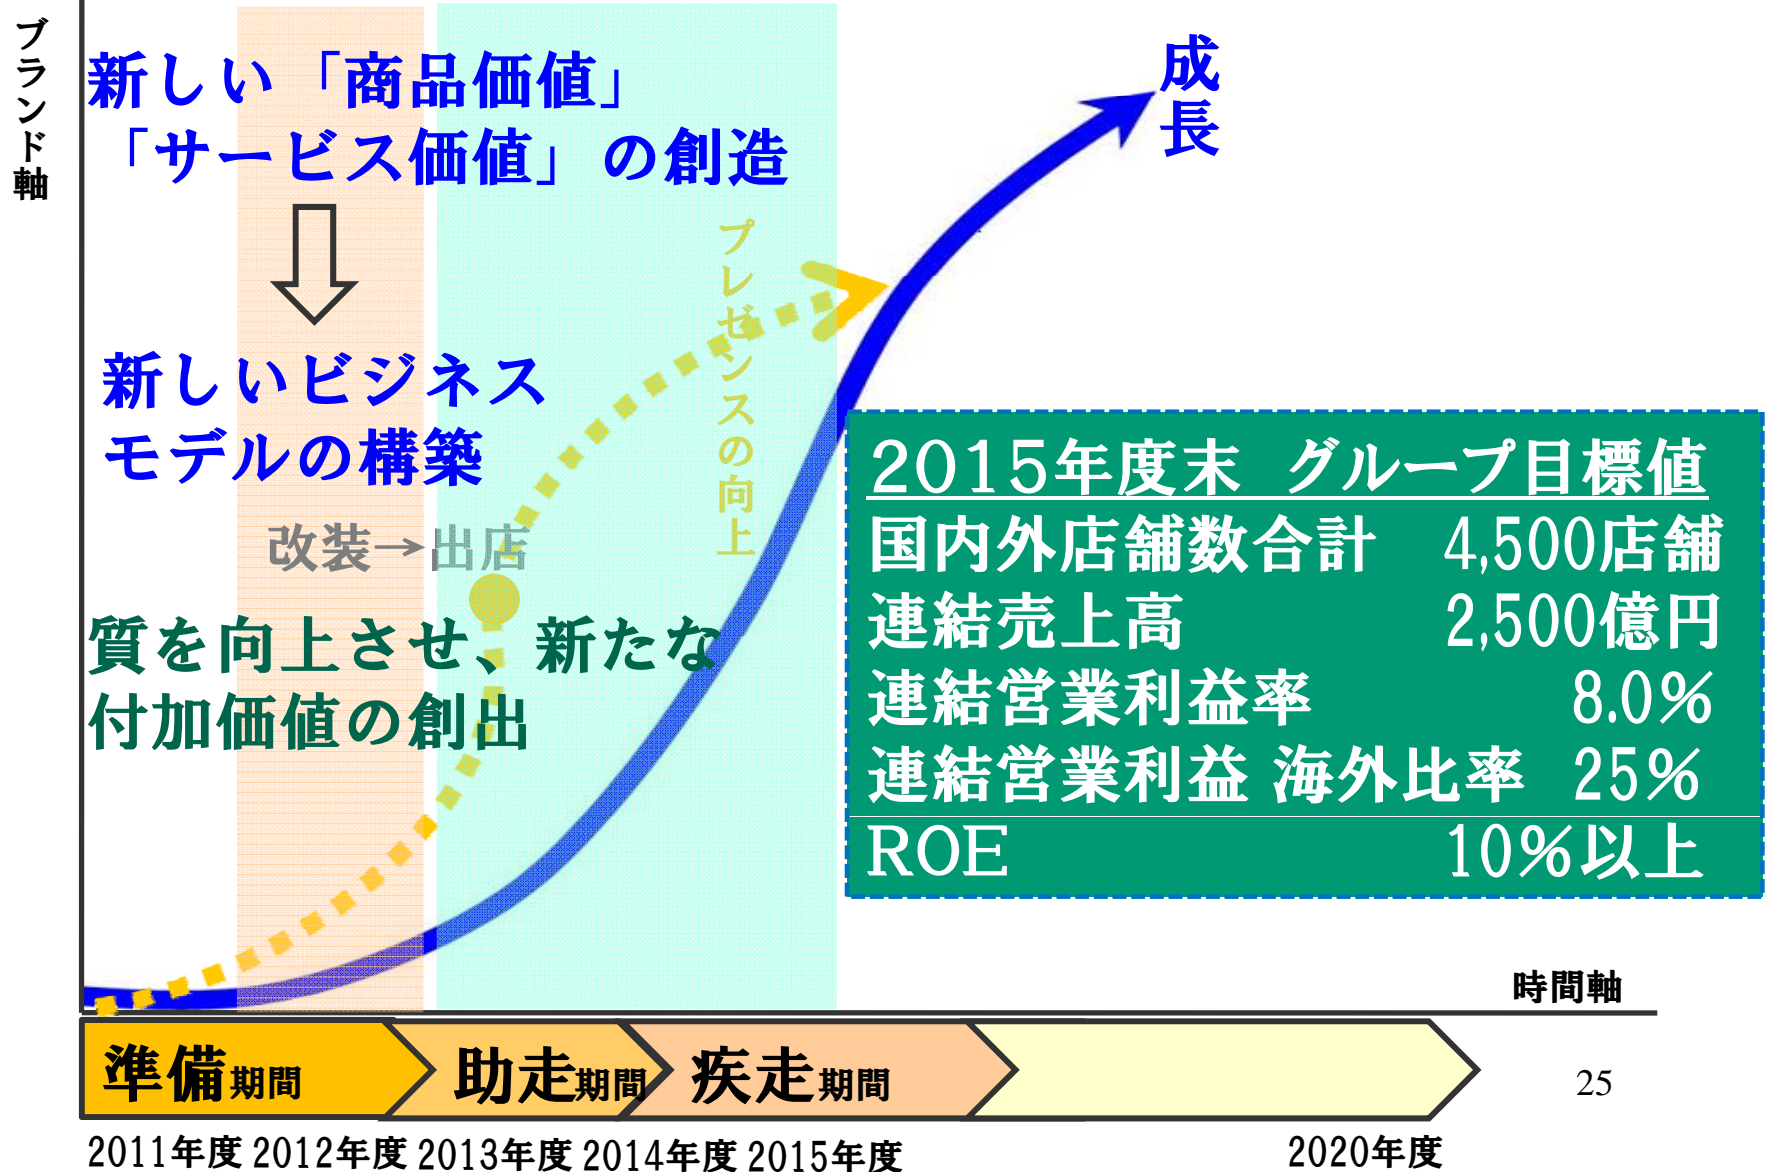 ブランド軸
新しい「商品価値」
「サービス価値」の創造
成長
プレゼンスの向上
新しいビジネス
モデルの構築
改装→出店
質を向上させ、新たな
付加価値の創出
2015年度末 グループ目標値
国内外店舗数合計 4,500店舗
連結売上高 2,500億円
連結営業利益率 8.0%
連結営業利益 海外比率 25%
ROE 10%以上
時間軸
準備期間 助走期間 疾走期間
25
2011年度 2012年度 2013年度 2014年度 2015年度 2020年度